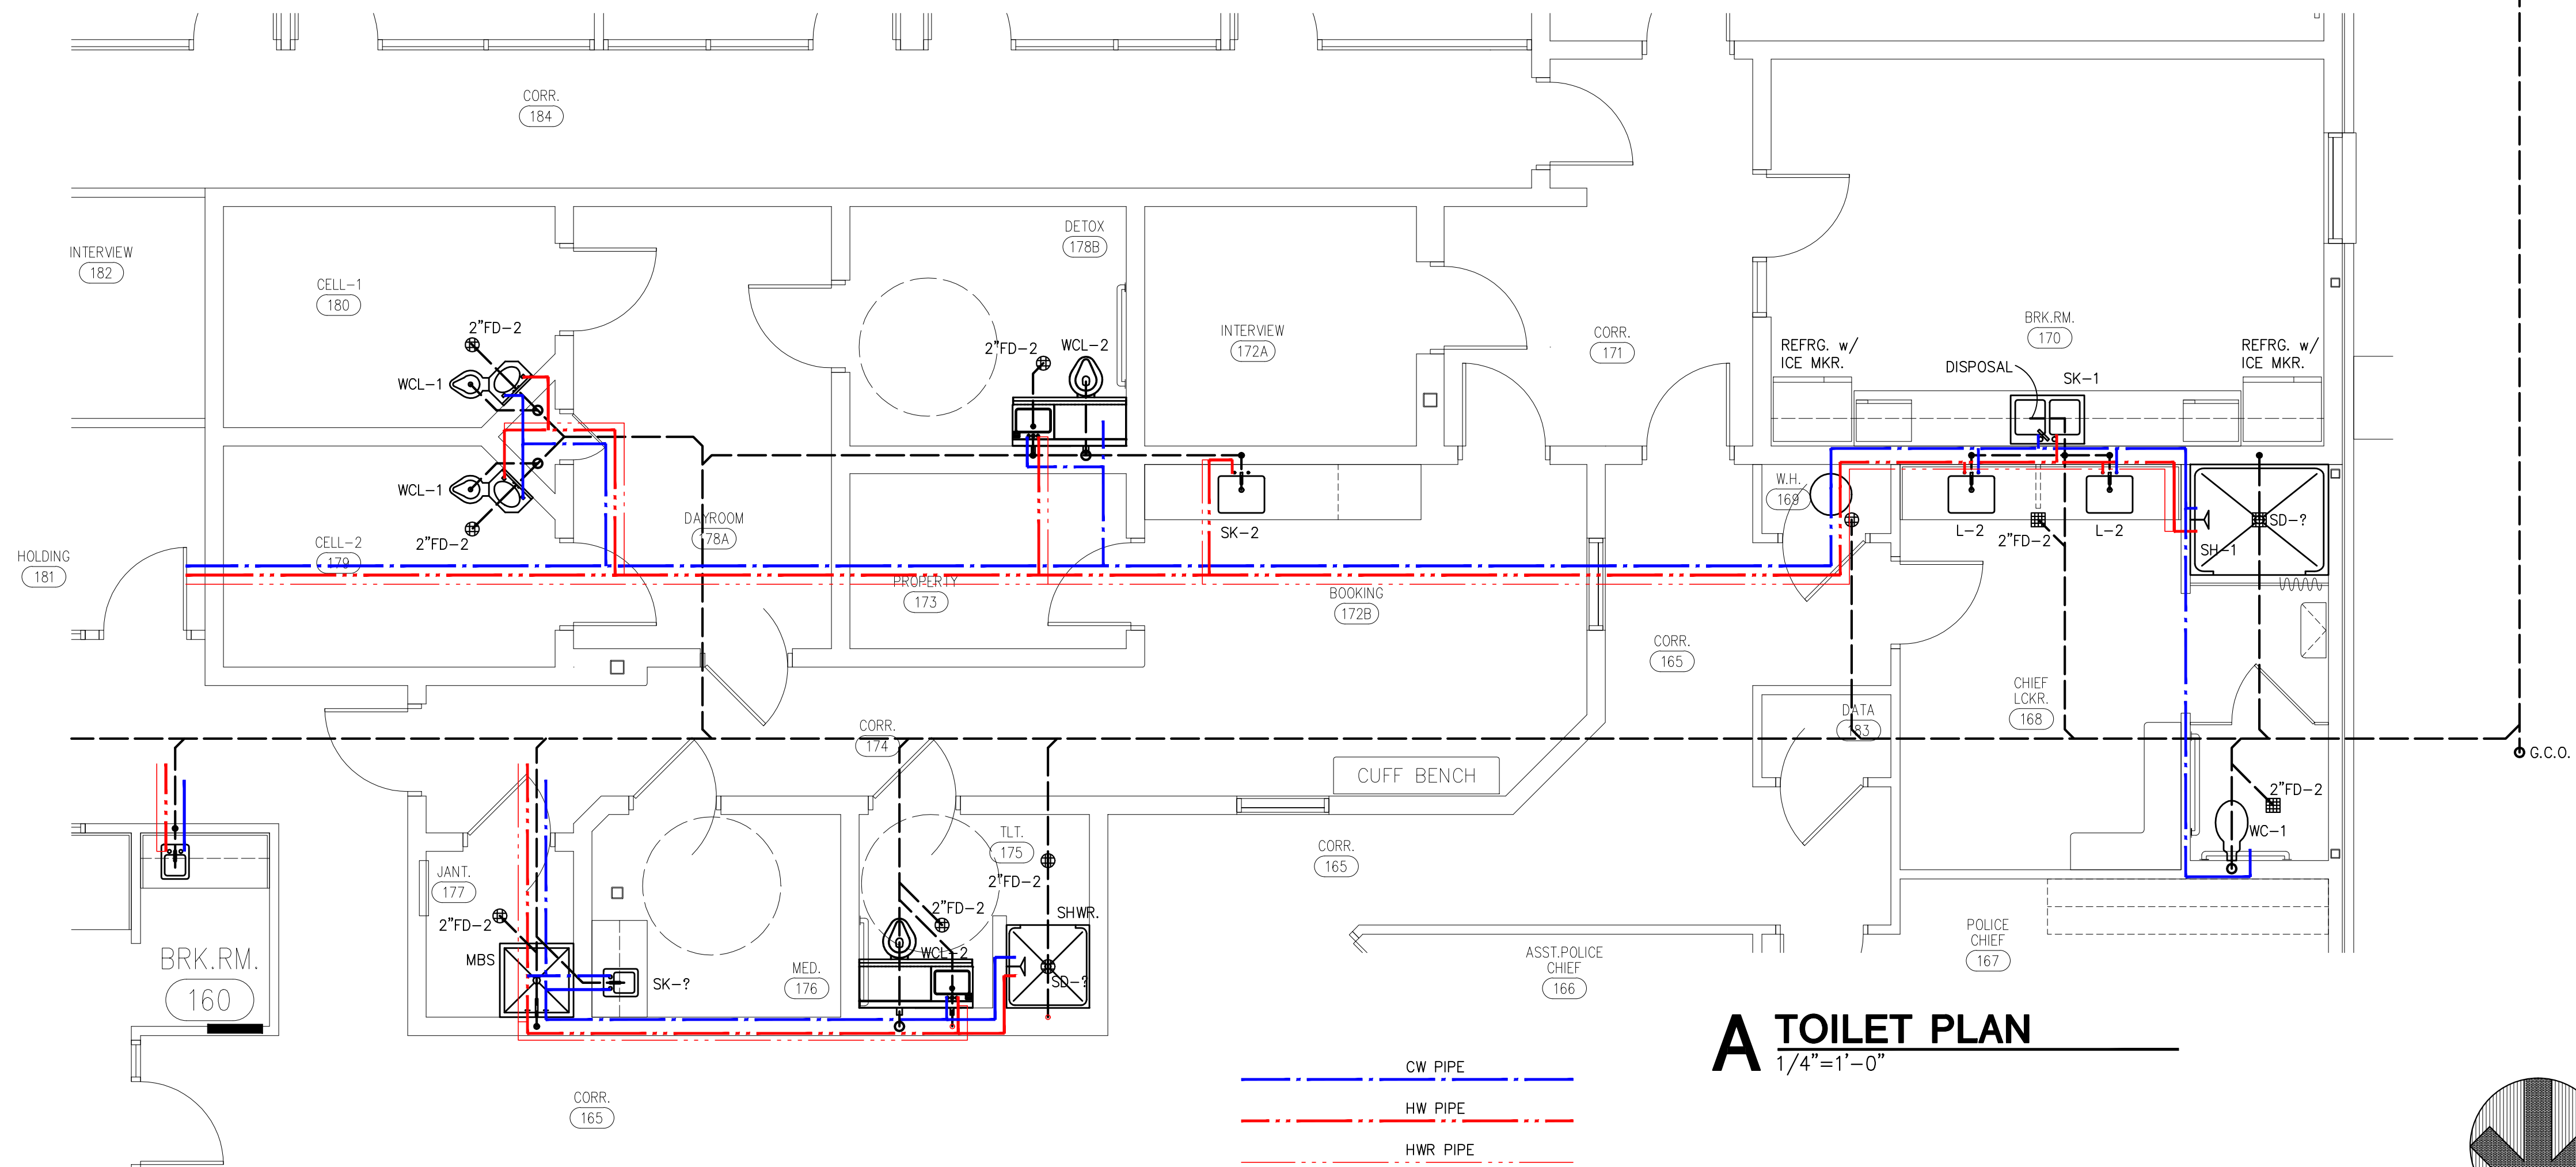 CORR.
184
INTERVIEW
182
CELL-1
180
2"FD-2
WCL-1
DETOX
178B
2"FD-2
WCL-2
INTERVIEW
172A
CORR.
171
REFRG. w/
ICE MKR.
BRK.RM.
170
REFRG. w/
ICE MKR.
DISPOSAL
SK-1
WCL-1
2"FD-2
CELL-2
179
HOLDING
181
DAYROOM
178A
PROPERTY
173
SK-2
BOOKING
172B
W.H.
169
L-2
2"FD-2
L-2
SH-1
SD-?
CORR.
165
CHIEF
LCKR.
168
DATA
183
CORR.
174
CUFF BENCH
G.C.O.
2"FD-2
WC-1
JANT.
177
2"FD-2
MBS
SK-?
MED.
176
TLT.
175
2"FD-2
2"FD-2
WCL-2
SHWR.
SD-?
CORR.
165
BRK.RM.
160
ASST.POLICE
CHIEF
166
POLICE
CHIEF
167
CORR.
165
A TOILET PLAN
1/4"=1'-0"
CW PIPE
HW PIPE
HWR PIPE